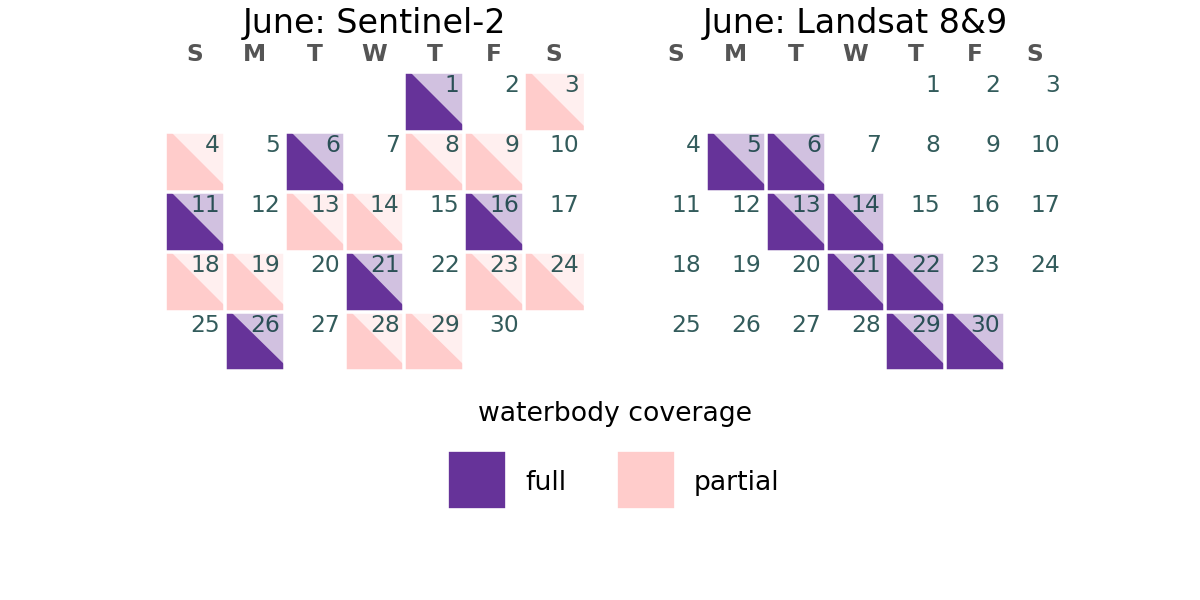 June: Sentinel-2
S M T W T F S
1 2 3
4 5 6 7 8 9 10
11 12 13 14 15 16 17
18 19 20 21 22 23 24
25 26 27 28 29 30
June: Landsat 8&9
S M T W T F S
1 2 3
4 5 6 7 8 9 10
11 12 13 14 15 16 17
18 19 20 21 22 23 24
25 26 27 28 29 30
waterbody coverage
full partial